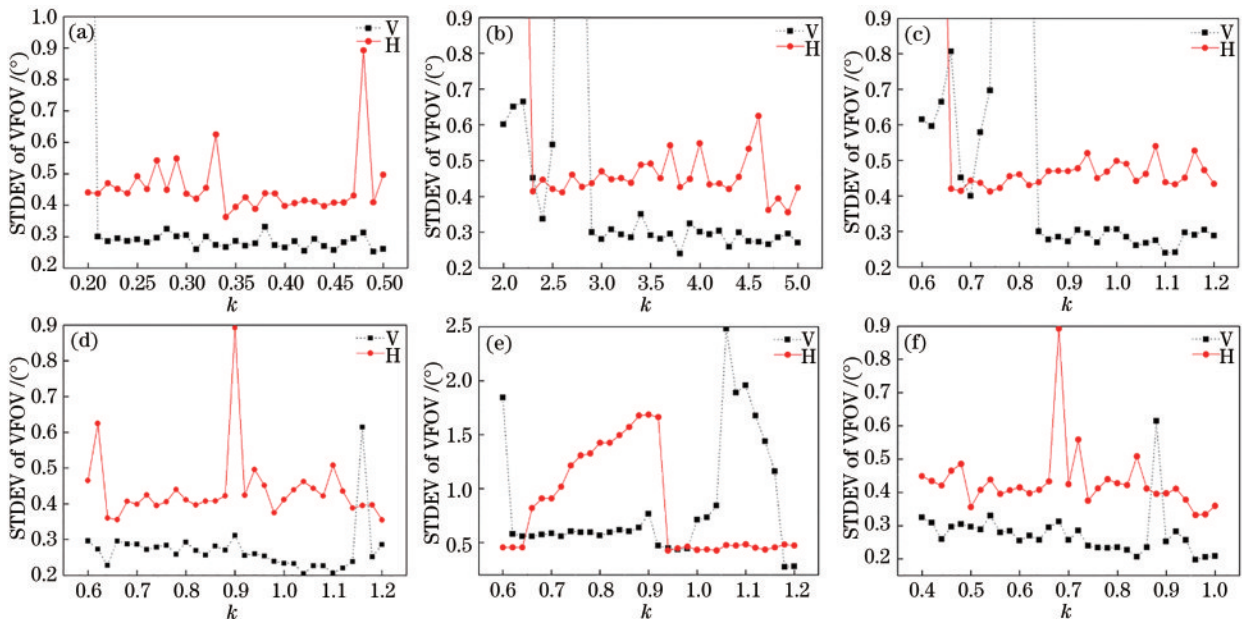 (a)
V
H
STDEV of VFOV /(°)
1.0
0.9
0.8
0.7
0.6
0.5
0.4
0.3
0.2
0.20 0.25 0.30 0.35 0.40 0.45 0.50
k
(b)
V
H
STDEV of VFOV /(°)
0.9
0.8
0.7
0.6
0.5
0.4
0.3
0.2
2.0 2.5 3.0 3.5 4.0 4.5 5.0
k
(c)
V
H
STDEV of VFOV /(°)
0.9
0.8
0.7
0.6
0.5
0.4
0.3
0.2
0.6 0.7 0.8 0.9 1.0 1.1 1.2
k
(d)
V
H
STDEV of VFOV /(°)
0.9
0.8
0.7
0.6
0.5
0.4
0.3
0.2
0.6 0.7 0.8 0.9 1.0 1.1 1.2
k
(e)
V
H
STDEV of VFOV /(°)
2.5
2.0
1.5
1.0
0.5
0.6 0.7 0.8 0.9 1.0 1.1 1.2
k
(f)
V
H
STDEV of VFOV /(°)
0.9
0.8
0.7
0.6
0.5
0.4
0.3
0.2
0.4 0.5 0.6 0.7 0.8 0.9 1.0
k